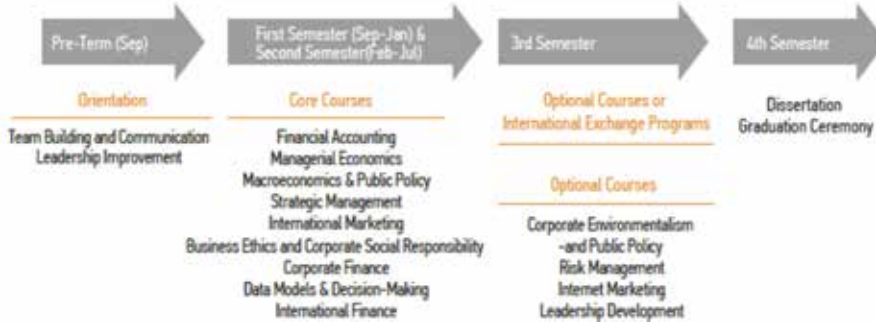 Pre-Term (Sep)
First Semester (Sep-Jan) &
Second Semester(Feb-Jul)
3rd Semester
4th Semester
Orientation
Team Building and Communication
Leadership Improvement
Core Courses
Financial Accounting
Managerial Economics
Macroeconomics & Public Policy
Strategic Management
International Marketing
Business Ethics and Corporate Social Responsibility
Corporate Finance
Data Models & Decision-Making
International Finance
Optional Courses or
International Exchange Programs
Optional Courses
Corporate Environmentalism
-and Public Policy
Risk Management
Internet Marketing
Leadership Development
Dissertation
Graduation Ceremony